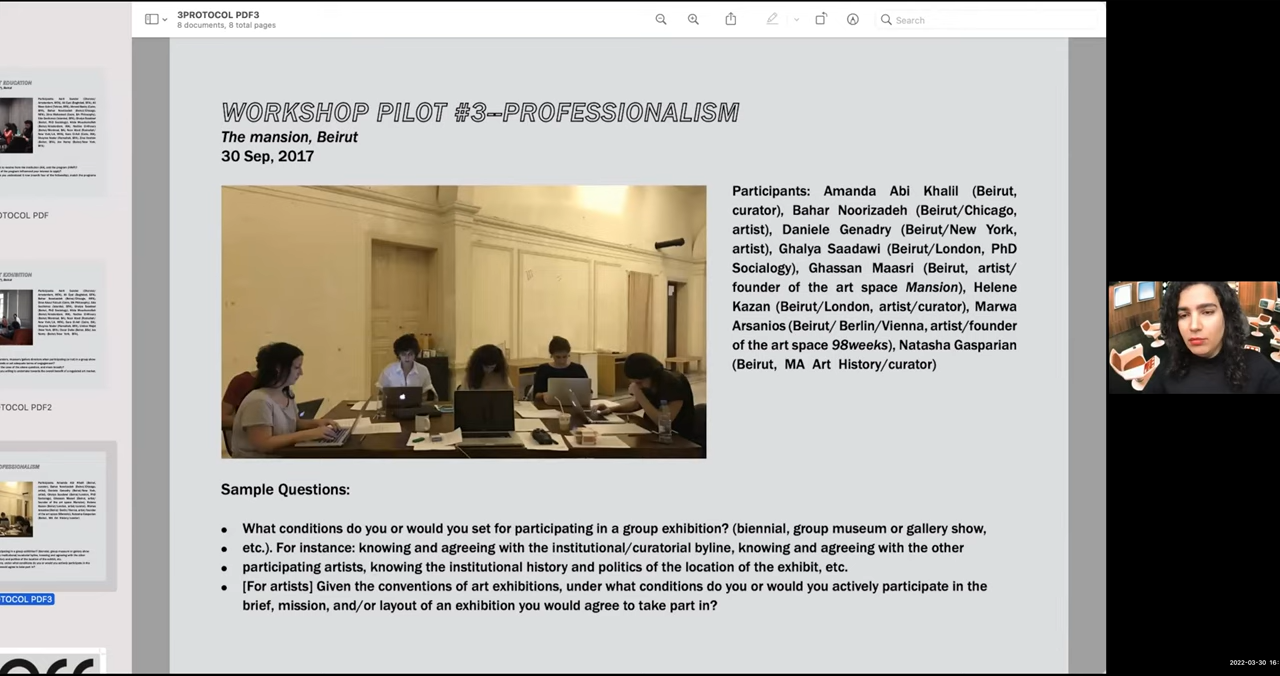 3PROTOCOL PDF3
8 documents, 8 total pages
Search
WORKSHOP PILOT #3--PROFESSIONALISM
The mansion, Beirut
30 Sep, 2017
Participants: Amanda Abi Khalil (Beirut,
curator), Bahar Noorizadeh (Beirut/Chicago,
artist), Daniele Genadry (Beirut/New York,
artist), Ghalya Saadawi (Beirut/London, PhD
Socialogy), Ghassan Maasri (Beirut, artist/
founder of the art space Mansion), Helene
Kazan (Beirut/London, artist/curator), Marwa
Arsanios (Beirut/ Berlin/Vienna, artist/founder
of the art space 98weeks), Natasha Gasparian
(Beirut, MA Art History/curator)
Sample Questions:
• What conditions do you or would you set for participating in a group exhibition? (biennial, group museum or gallery show,
• etc.). For instance: knowing and agreeing with the institutional/curatorial byline, knowing and agreeing with the other
• participating artists, knowing the institutional history and politics of the location of the exhibit, etc.
• [For artists] Given the conventions of art exhibitions, under what conditions do you or would you actively participate in the
brief, mission, and/or layout of an exhibition you would agree to take part in?
OTOCOL PDF
TOCOL PDF2
TOCOL PDF3
2022-03-30 16: